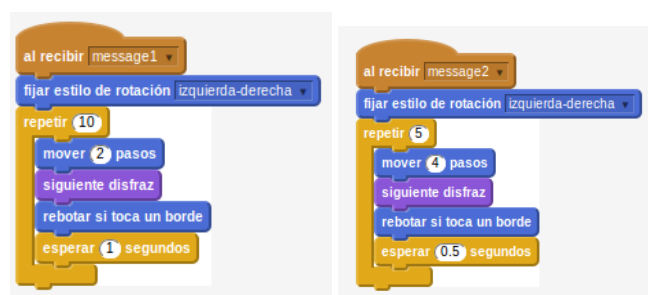 al recibir message1
fijar estilo de rotación izquierda-derecha
repetir 10
mover 2 pasos
siguiente disfraz
rebotar si toca un borde
esperar 1 segundos
al recibir message2
fijar estilo de rotación izquierda-derecha
repetir 5
mover 4 pasos
siguiente disfraz
rebotar si toca un borde
esperar 0.5 segundos